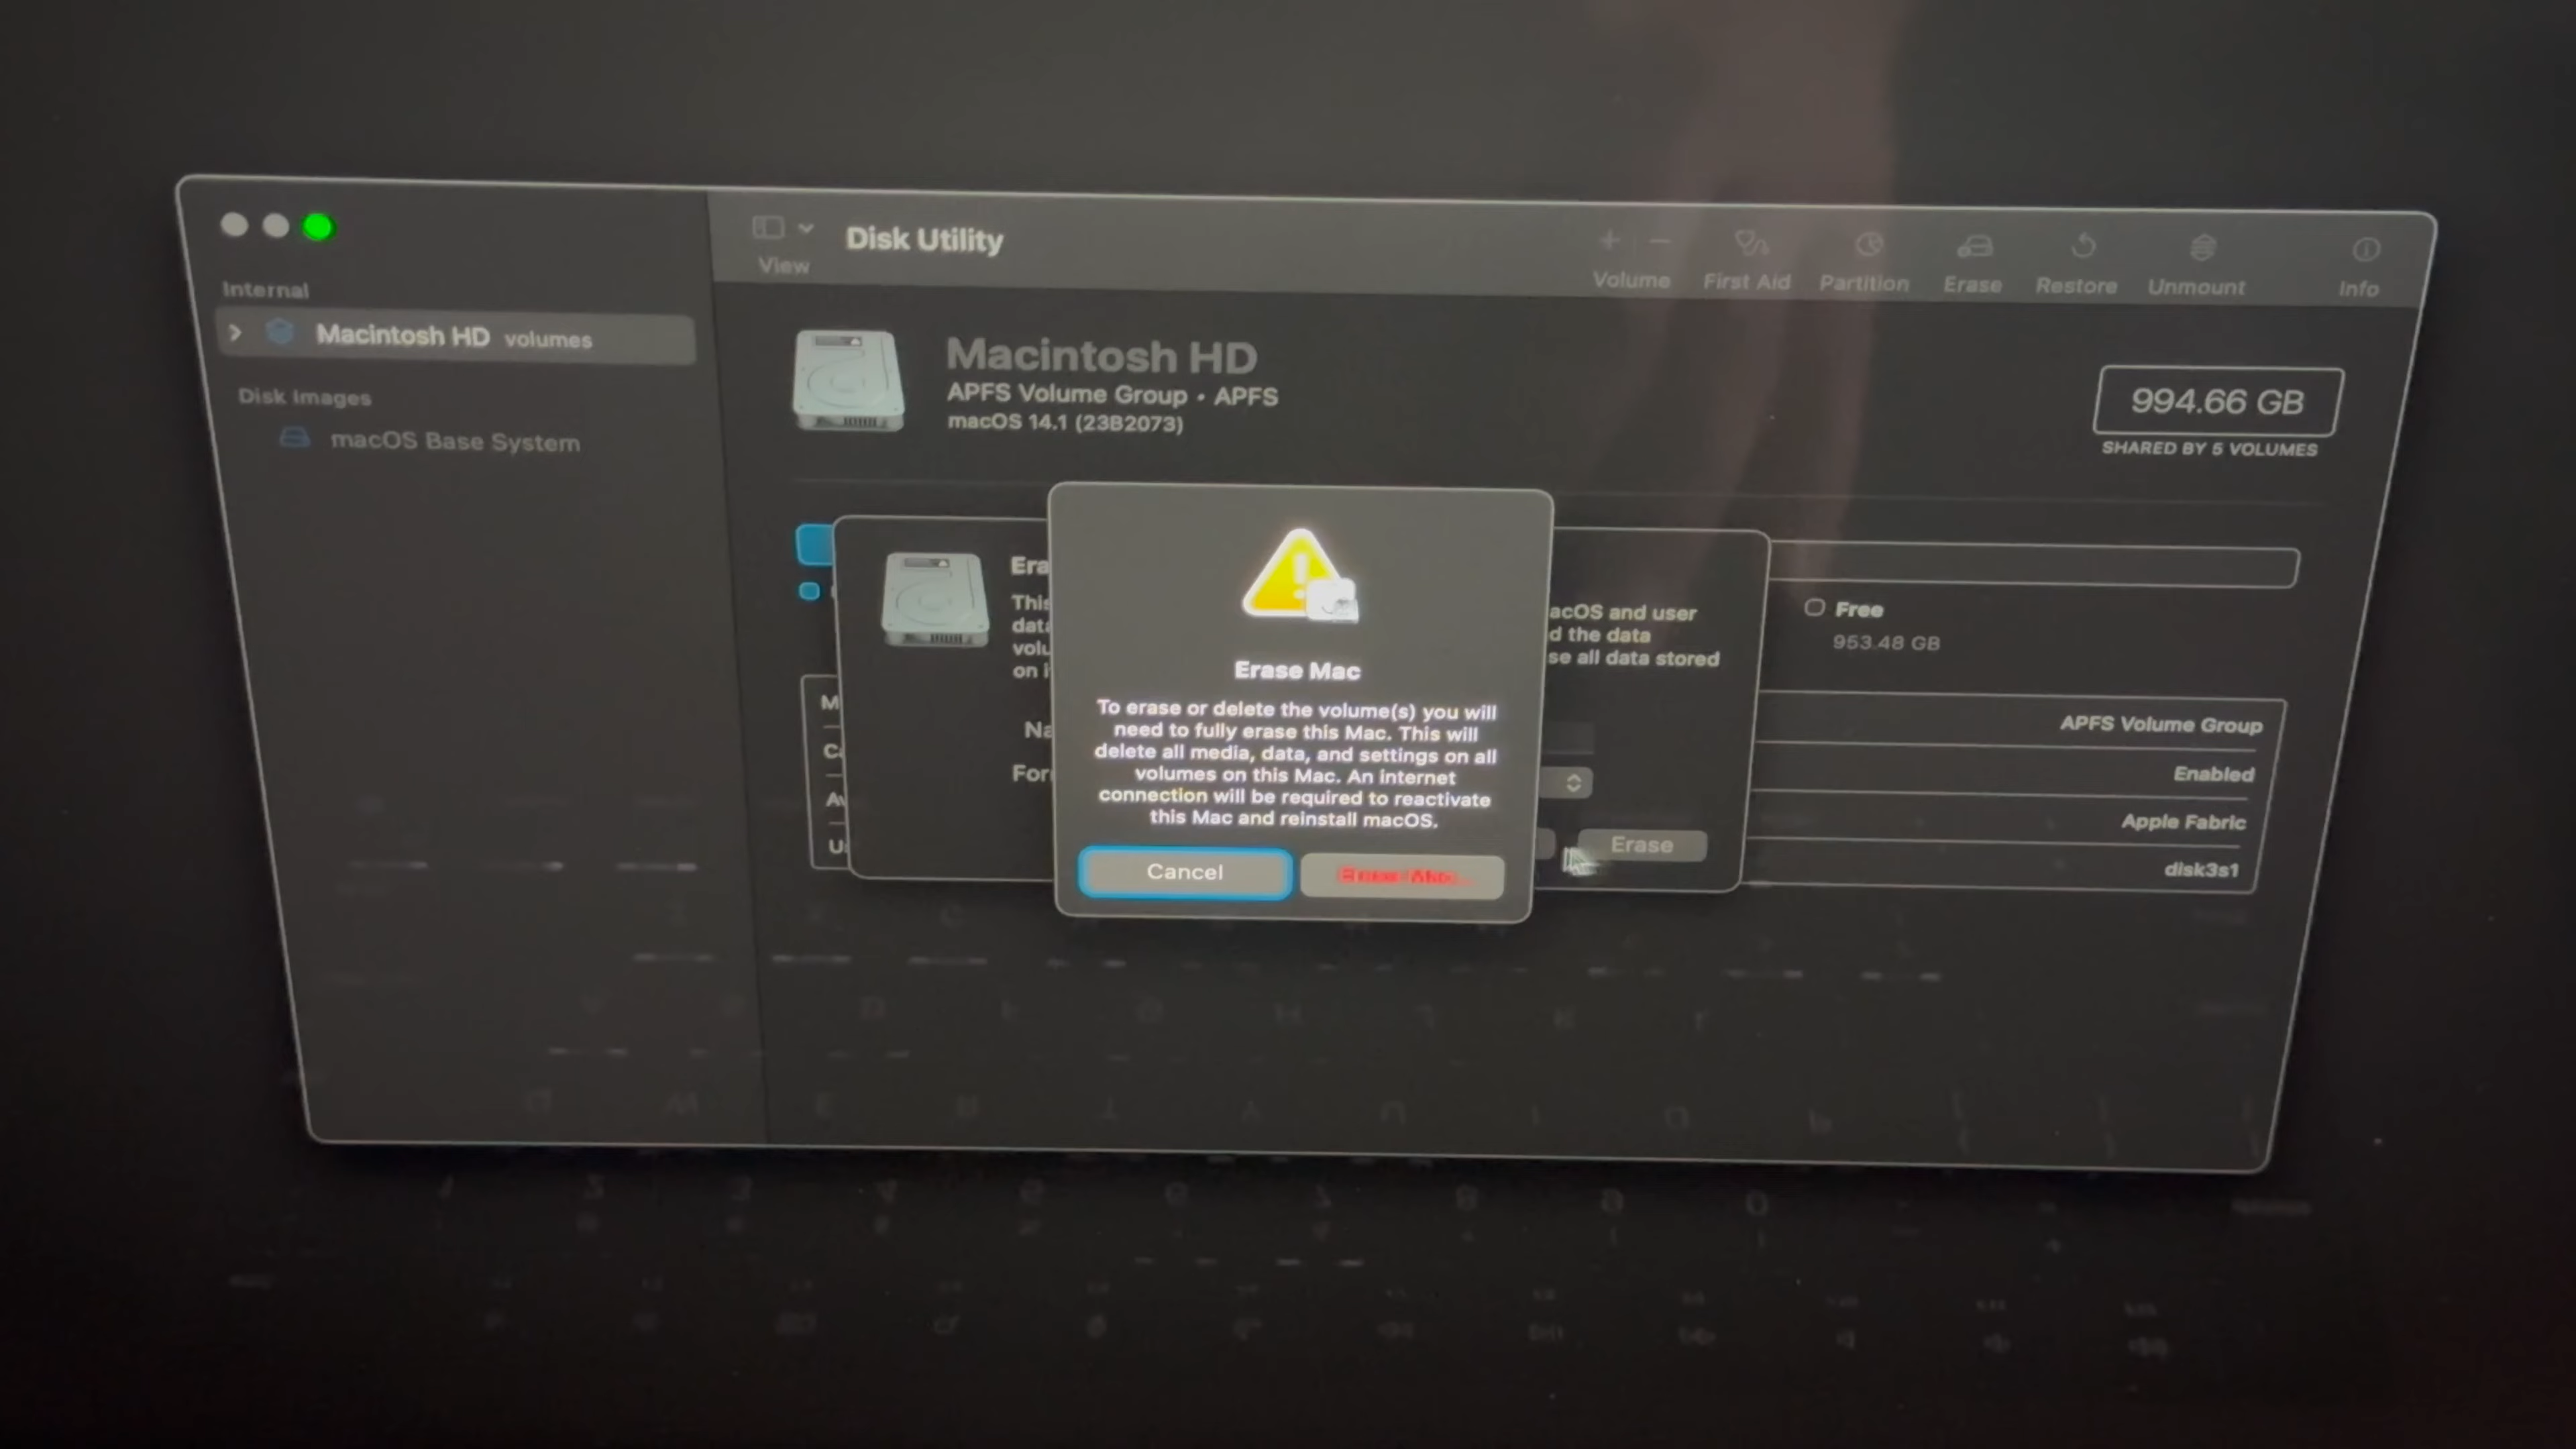 Disk Utility
View
Volume
First Aid
Partition
Erase
Restore
Unmount
Info
Internal
Macintosh HD volumes
Disk Images
macOS Base System
Macintosh HD
APFS Volume Group • APFS
macOS 14.1 (23B2073)
994.66 GB
SHARED BY 5 VOLUMES
Erase Mac
To erase or delete the volume(s) you will
need to fully erase this Mac. This will
delete all media, data, and settings on all
volumes on this Mac. An internet
connection will be required to reactivate
this Mac and reinstall macOS.
Cancel
and user
the data
all data stored
Erase
Free
953.48 GB
APFS Volume Group
Enabled
Apple Fabric
disk3s1